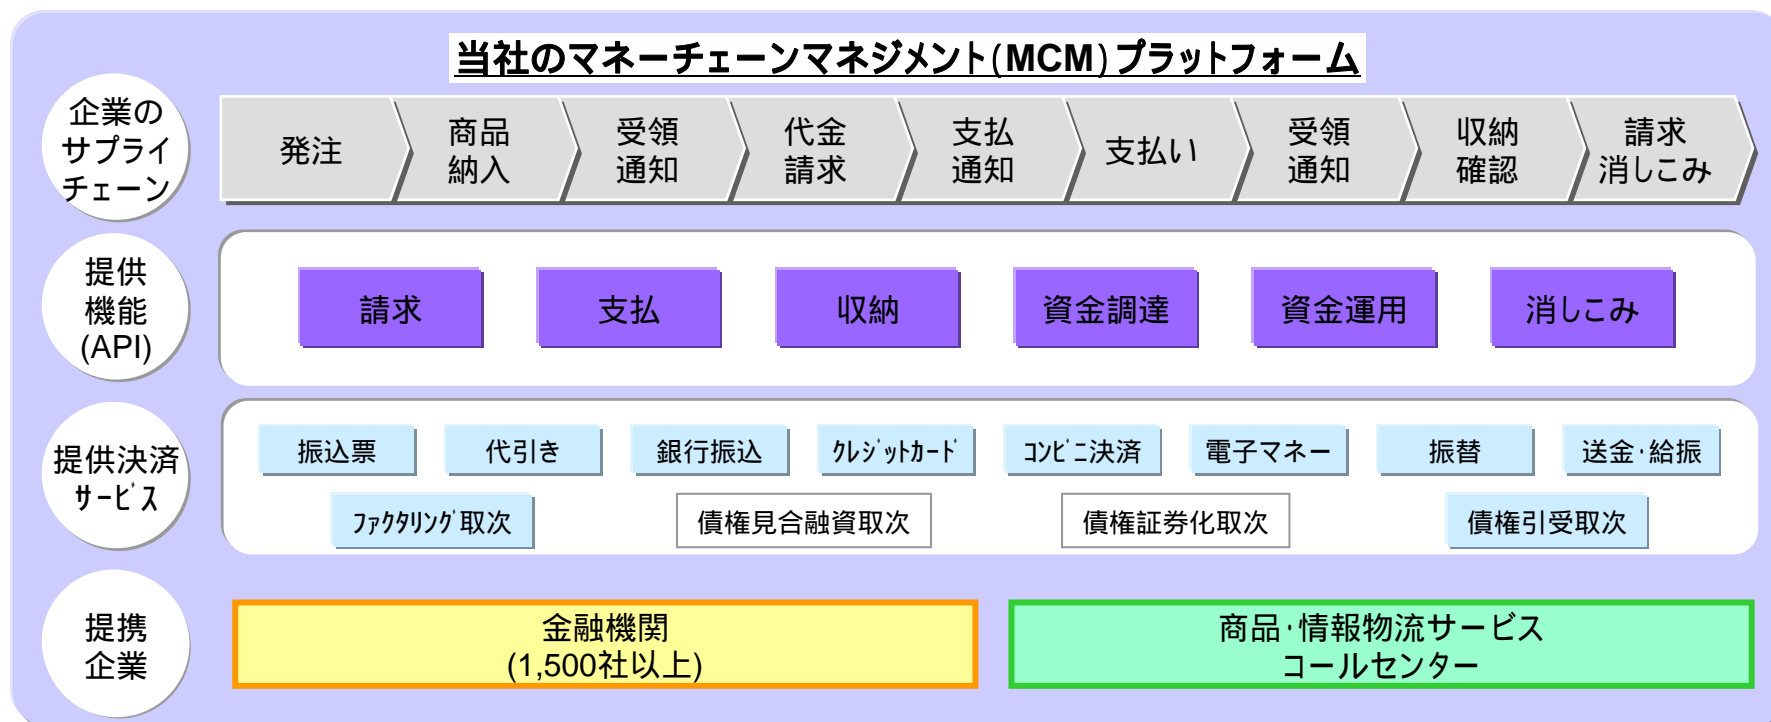 当社のマネーチェーンマネジメント(MCM)プラットフォーム
企業の
サプライ
チェーン
発注
商品
納入
受領
通知
代金
請求
支払
通知
支払い
受領
通知
収納
確認
請求
消しこみ
提供
機能
(API)
請求
支払
収納
資金調達
資金運用
消しこみ
提供決済
サービス
振込票
代引き
銀行振込
クレジットカード
コンビニ決済
電子マネー
振替
送金・給振
ファクタリング取次
債権見合融資取次
債権証券化取次
債権引受取次
提携
企業
金融機関
(1,500社以上)
商品・情報物流サービス
コールセンター